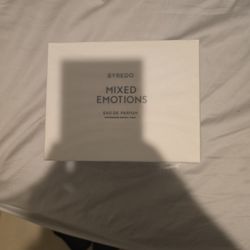 BYREDO
MIXED
EMOTIONS
EAU DE PARFUM